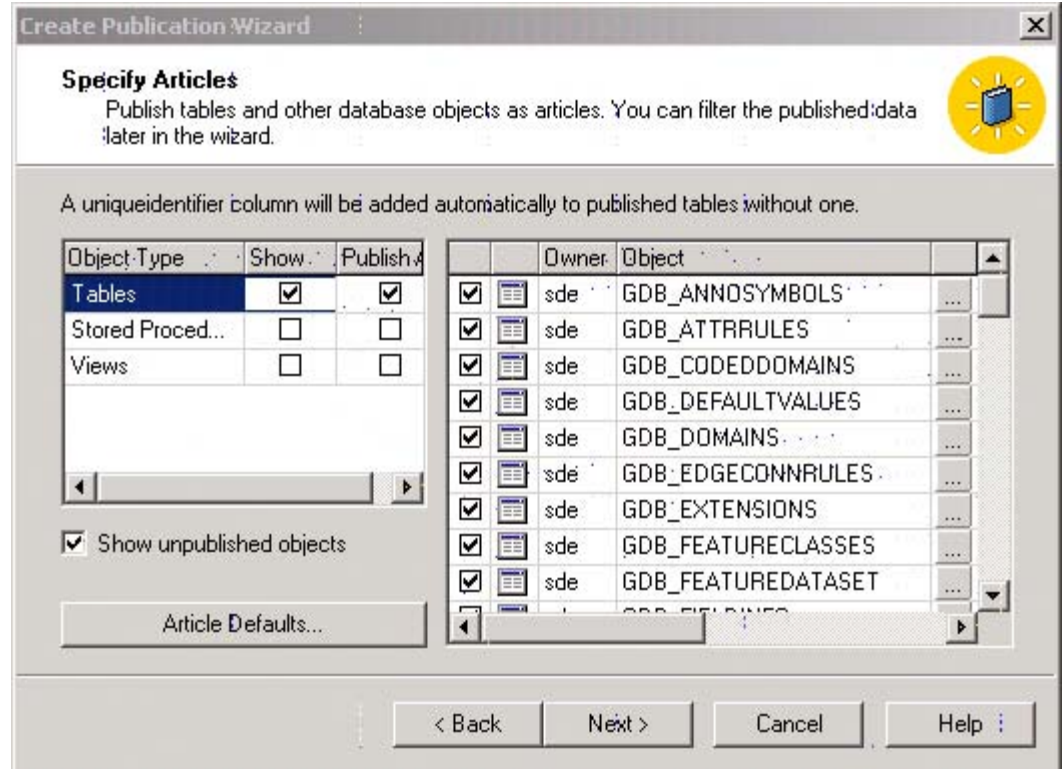 Create Publication Wizard
Specify Articles
Publish tables and other database objects as articles. You can filter the published data
later in the wizard.
A uniqueidentifier column will be added automatically to published tables without one.
Object Type Show Publish A
Tables
Stored Proced...
Views
Show unpublished objects
Article Defaults...
Owner Object
sde GDB_ANNOSYMBOLS ...
sde GDB_ATTRRULES ...
sde GDB_CODEDDOMAINS ...
sde GDB_DEFAULTVALUES ...
sde GDB_DOMAINS ...
sde GDB_EDGECONNRULES ...
sde GDB_EXTENSIONS ...
sde GDB_FEATURECLASSES ...
sde GDB_FEATUREDATASET ...
< Back Next > Cancel Help